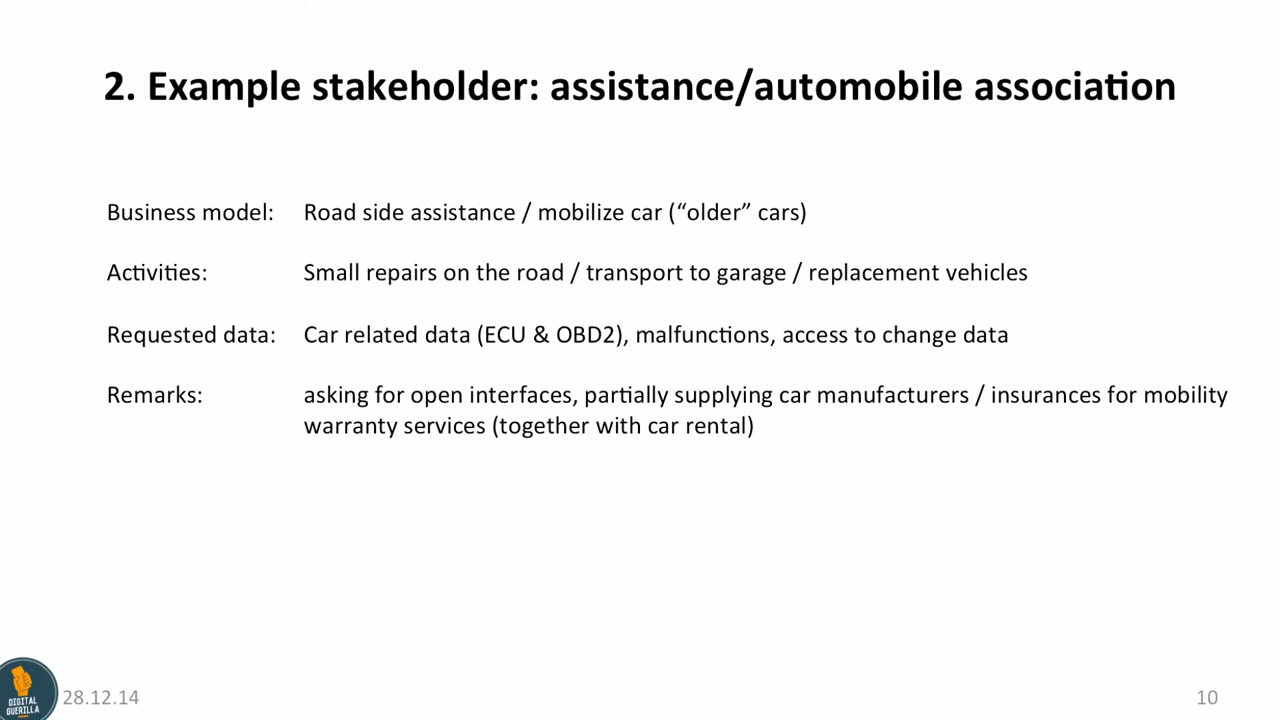 2. Example stakeholder: assistance/automobile association
Business model: Road side assistance / mobilize car (“older” cars)
Activities: Small repairs on the road / transport to garage / replacement vehicles
Requested data: Car related data (ECU & OBD2), malfunctions, access to change data
Remarks: asking for open interfaces, partially supplying car manufacturers / insurances for mobility
warranty services (together with car rental)
DIGITAL
GUERILLA
28.12.14
10